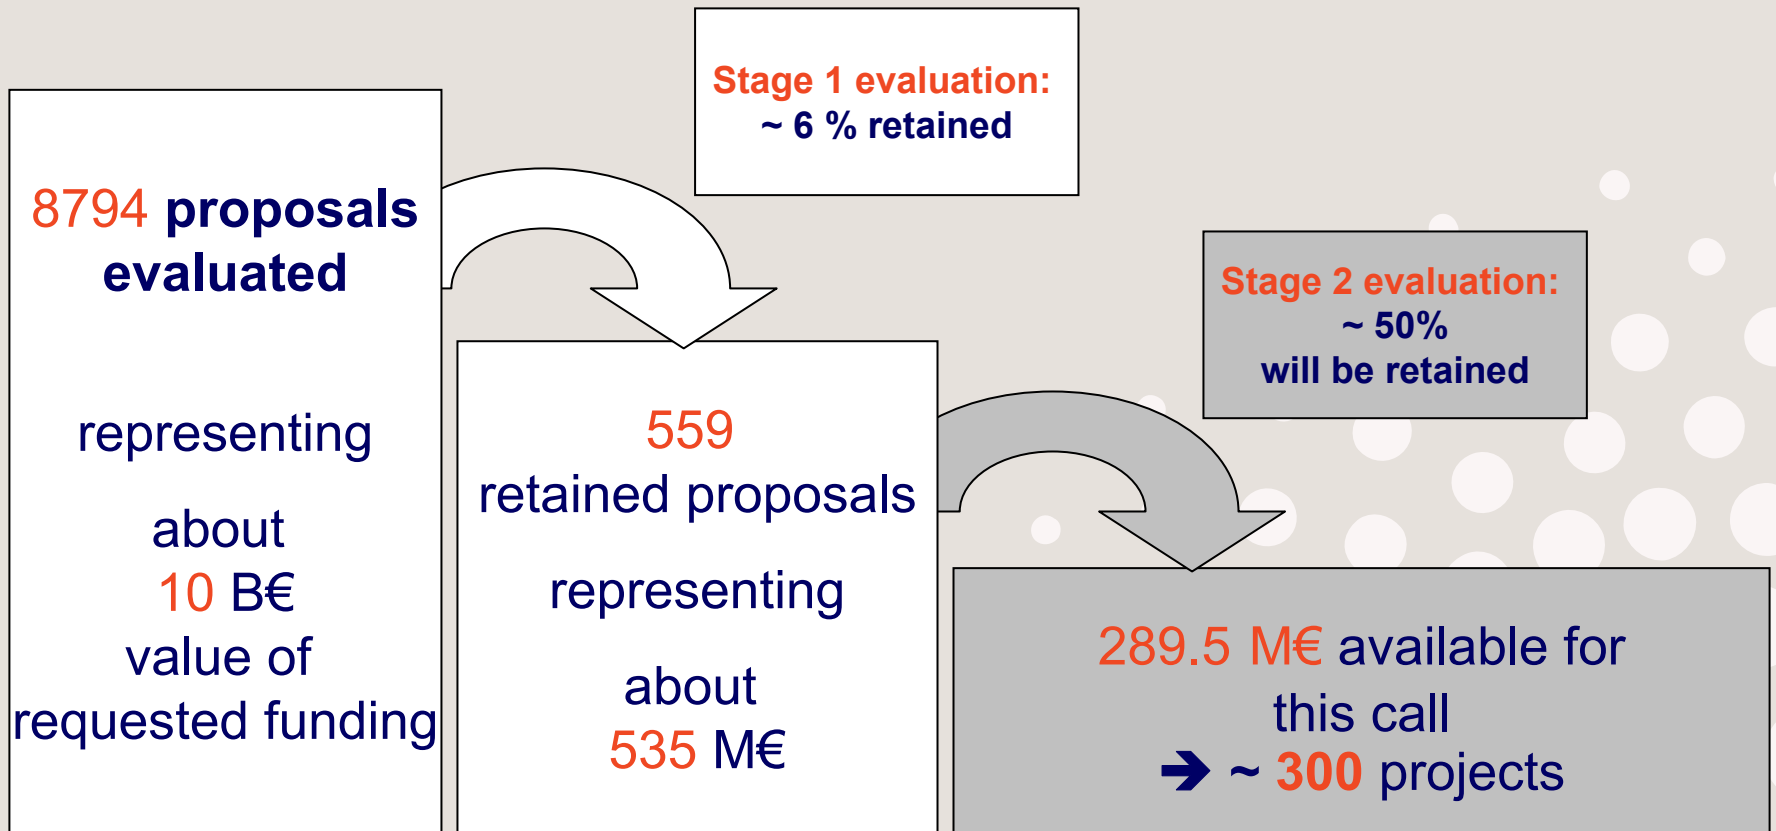 Stage 1 evaluation:
~ 6 % retained
8794 proposals
evaluated
representing
about
10 B€
value of
requested funding
559
retained proposals
representing
about
535 M€
Stage 2 evaluation:
~ 50%
will be retained
289.5 M€ available for
this call
➔ ~ 300 projects